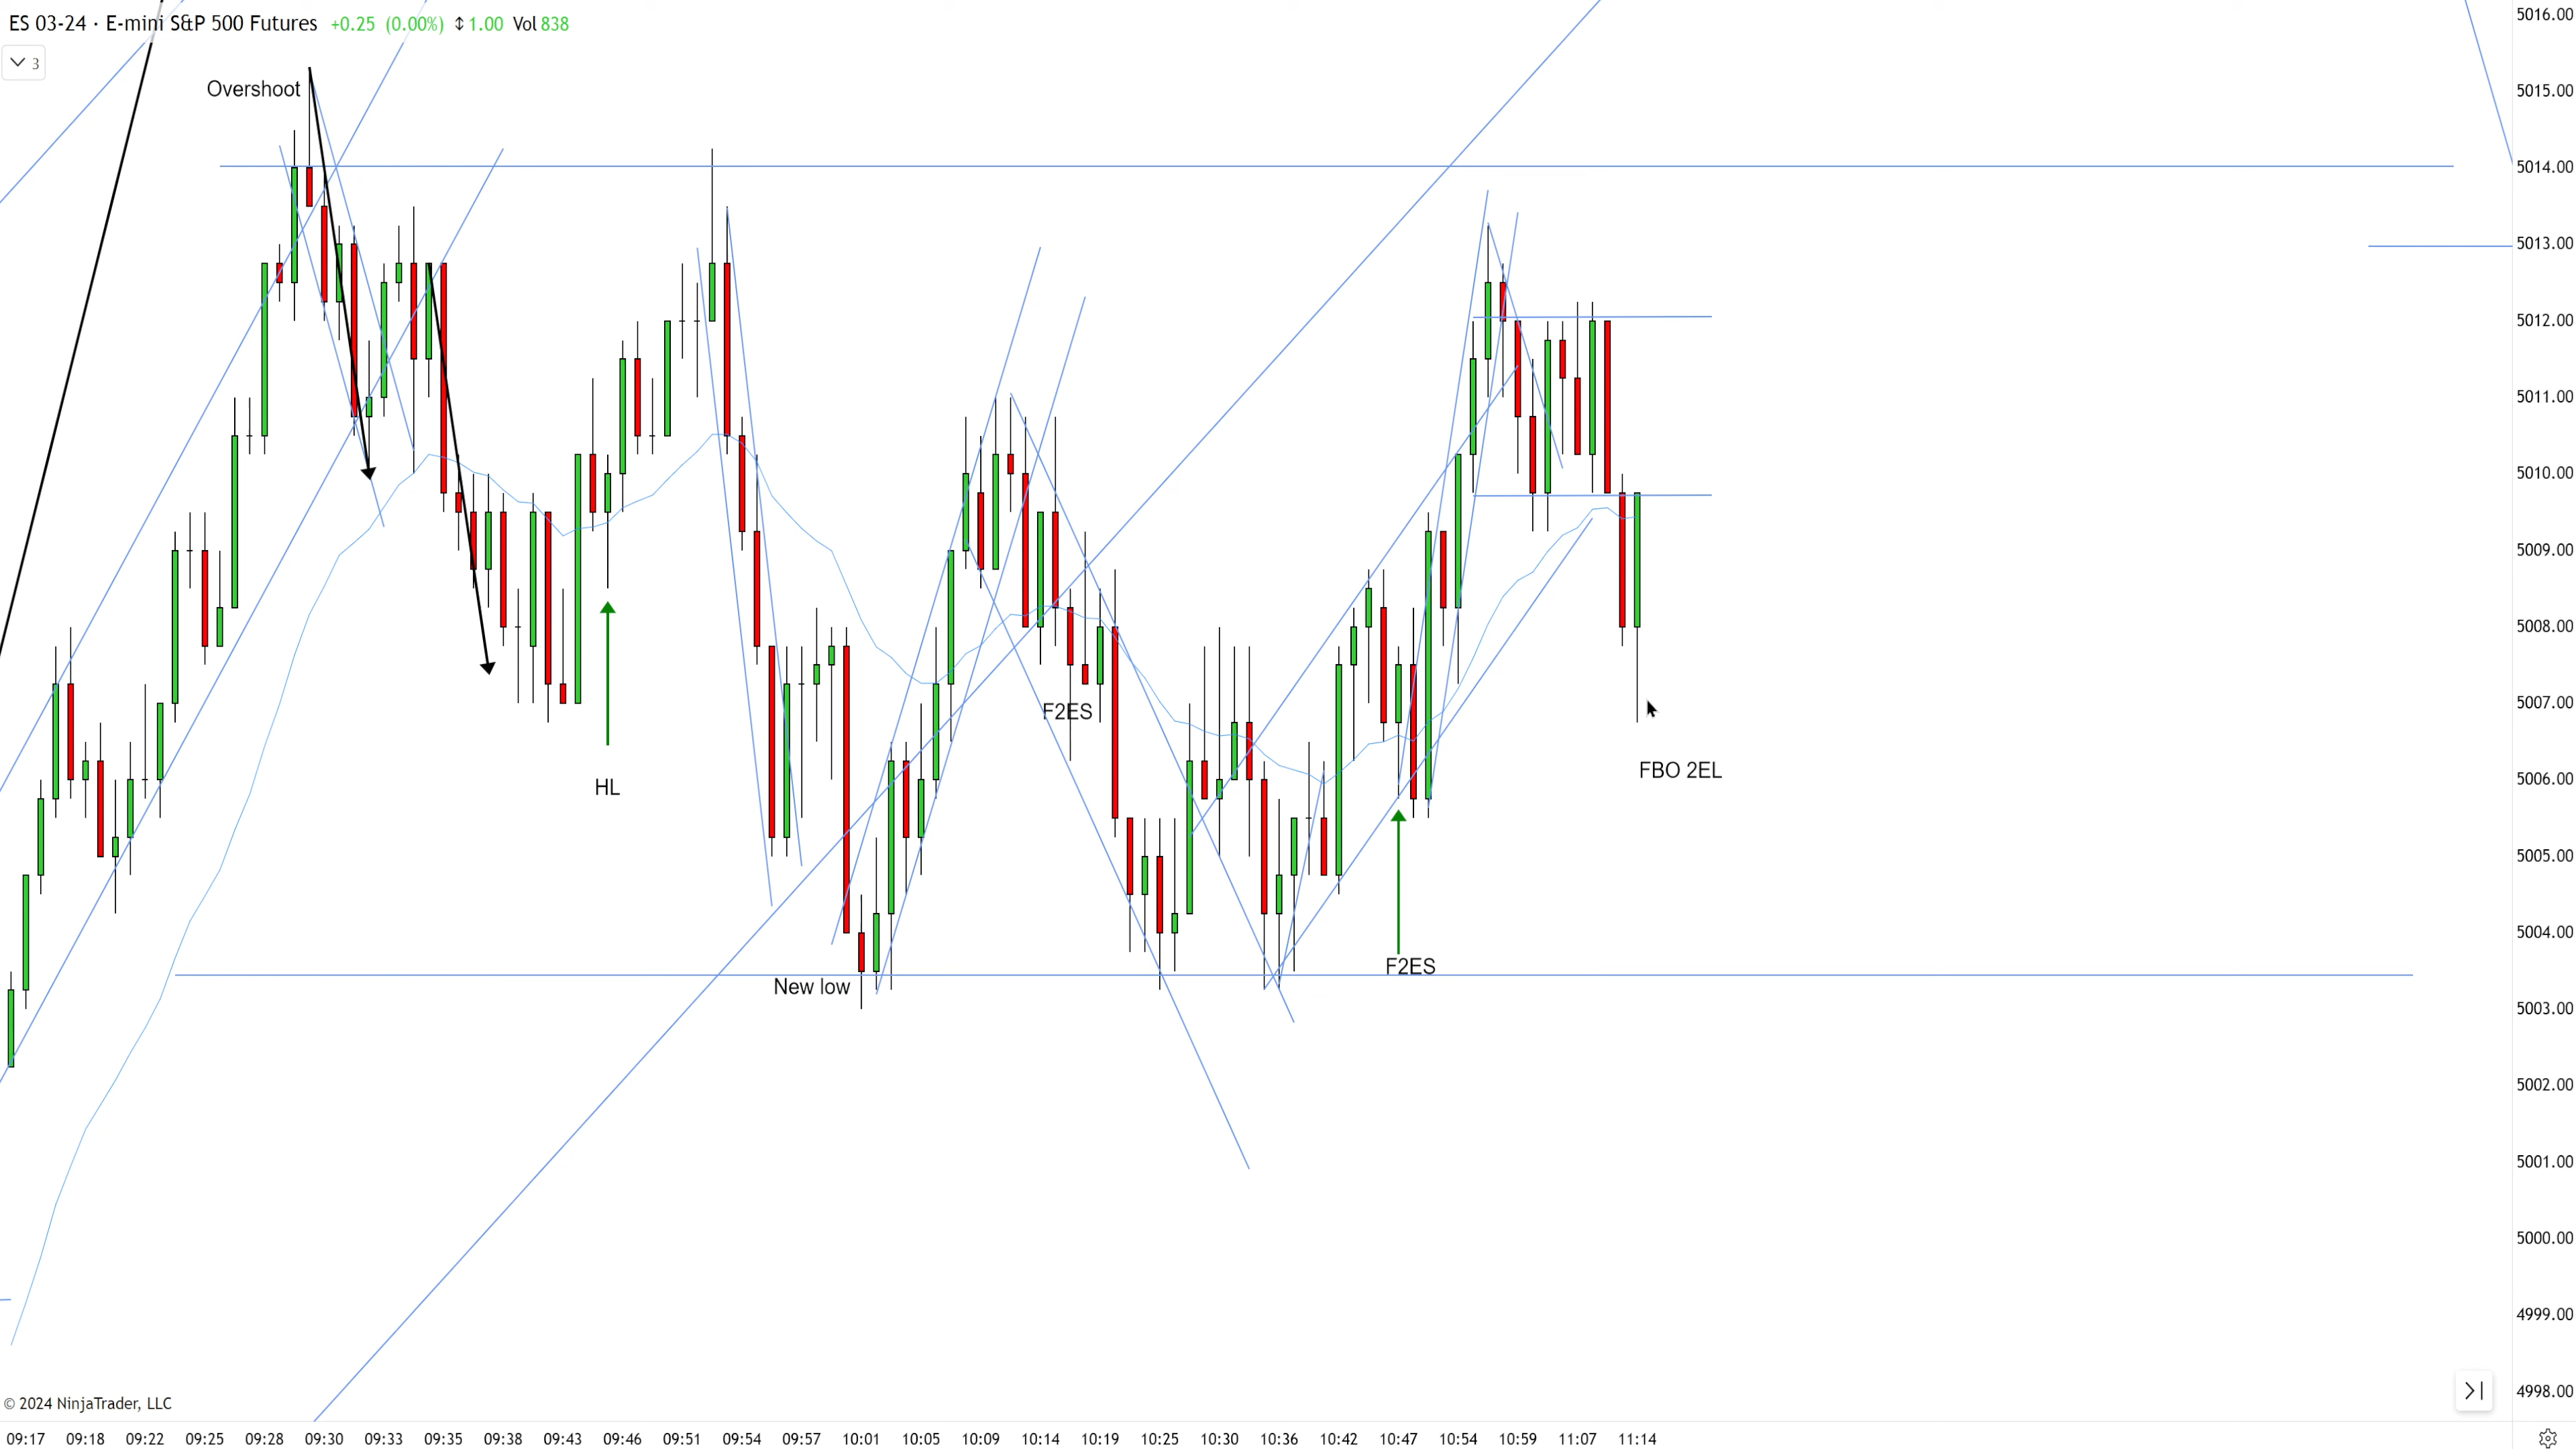 ES 03-24 · E-mini S&P 500 Futures +0.25 (0.00%) ↕1.00 Vol 838
3
Overshoot
HL
New low
F2ES
F2ES
FBO 2EL
5016.00
5015.00
5014.00
5013.00
5012.00
5011.00
5010.00
5009.00
5008.00
5007.00
5006.00
5005.00
5004.00
5003.00
5002.00
5001.00
5000.00
4999.00
4998.00
© 2024 NinjaTrader, LLC
09:17 09:18 09:22 09:25 09:28 09:30 09:33 09:35 09:38 09:43 09:46 09:51 09:54 09:57 10:01 10:05 10:09 10:14 10:19 10:25 10:30 10:36 10:42 10:47 10:54 10:59 11:07 11:14